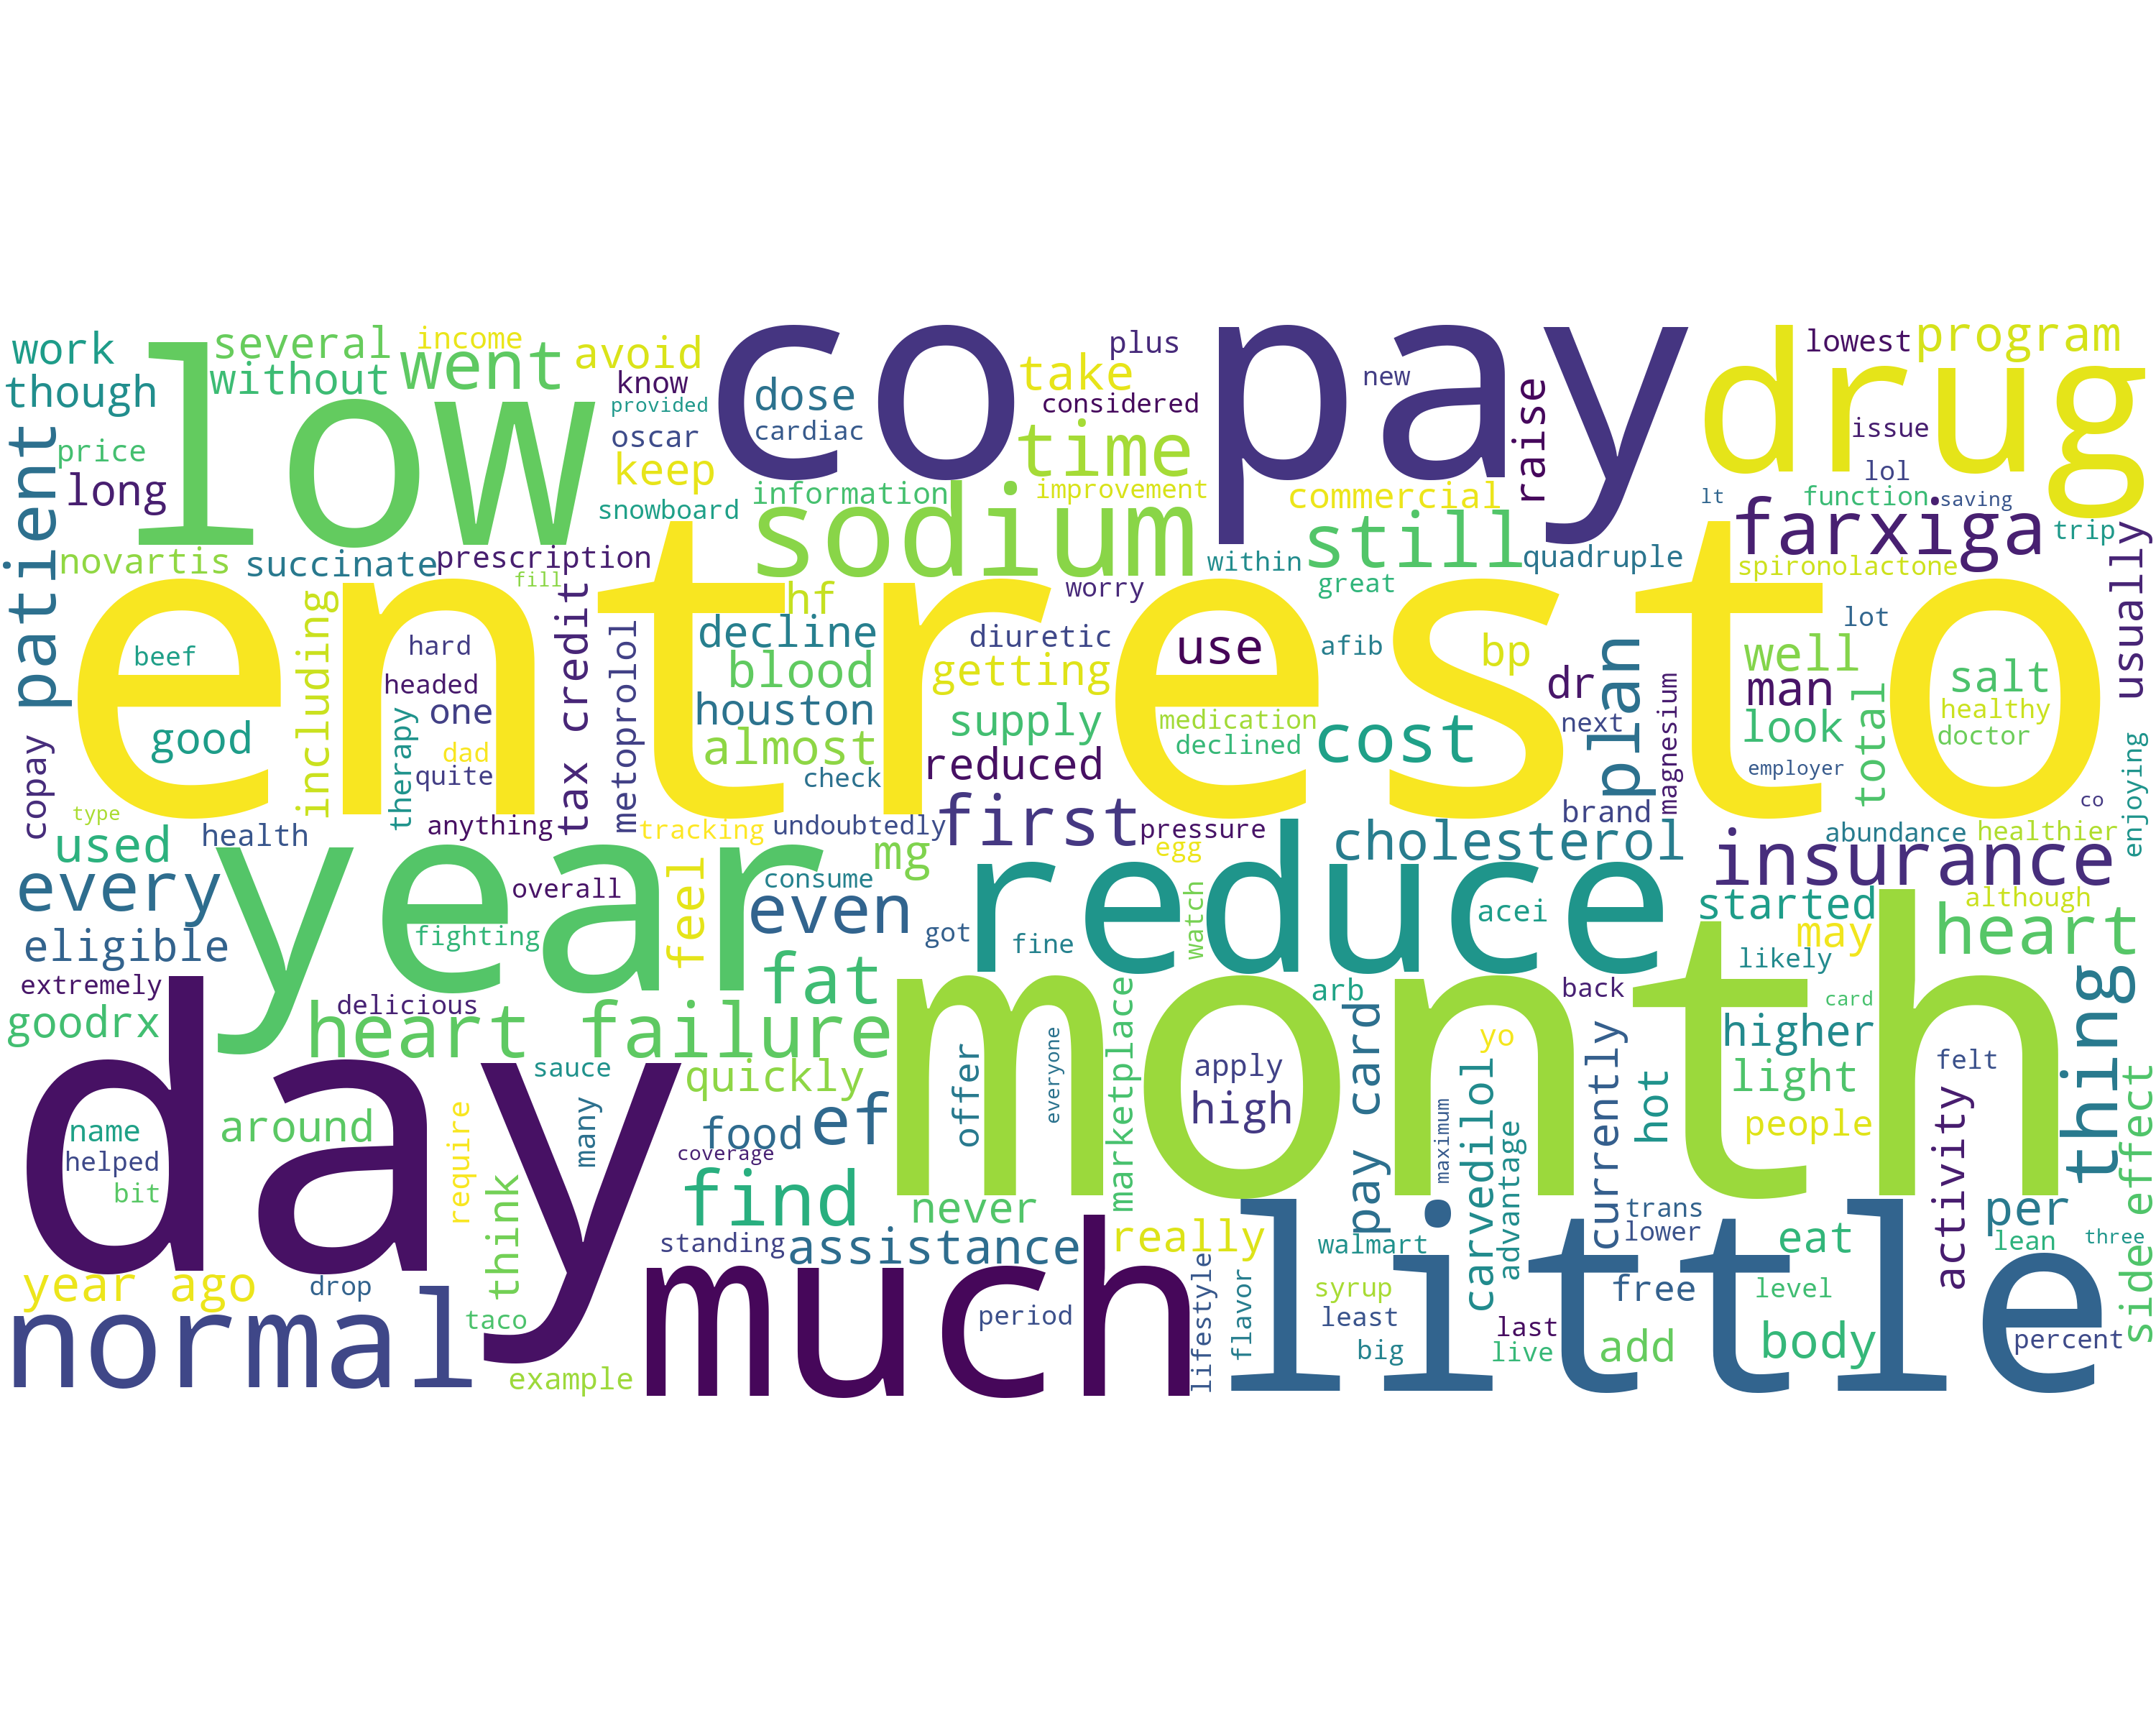 work
though
several
without
income
went
avoid
low
co pay
plus
take
new
lowest
program
drug
know
provided
oscar
keep
dose
cardiac
considered
time
raise
issue
lol
price
long
patient
snowboard
information
improvement
commercial
lt
function
saving
novartis
succinate
prescription
fill
sodium
within
still
quadruple
farxiga
trip
usually
spironolactone
entresto
worry
great
including
tax credit
hf
decline
blood
diuretic
getting
use
afib
bp
lot
well
man
look
salt
healthy
doctor
beef
good
hard
headed
one
dad
quite
therapy
metoprolol
houston
almost
check
supply
reduced
medication
declined
cost
dr
next
plan
magnesium
employer
total
copay
type
used
health
anything
tracking
undoubtedly
first
pressure
egg
brand
co
enjoying
abundance
healthier
every
year
overall
feel
consume
mg
even
reduce
cholesterol
insurance
eligible
fighting
got
fine
watch
acei
started
may
although
heart
extremely
delicious
fat
arb
back
likely
card
goodrx
heart failure
month
marketplace
everyone
pay card
yo
currently
higher
light
felt
thing
day
sauce
quickly
offer
apply
high
carvedilol
hot
people
activity
side effect
name
helped
bit
around
require
many
food
ef
coverage
maximum
advantage
think
find
never
trans
lower
per
standing
assistance
really
walmart
eat
lean
three
year ago
drop
much
little
normal
taco
period
lifestyle
flavor
syrup
least
big
last
live
free
add
level
body
percent
example